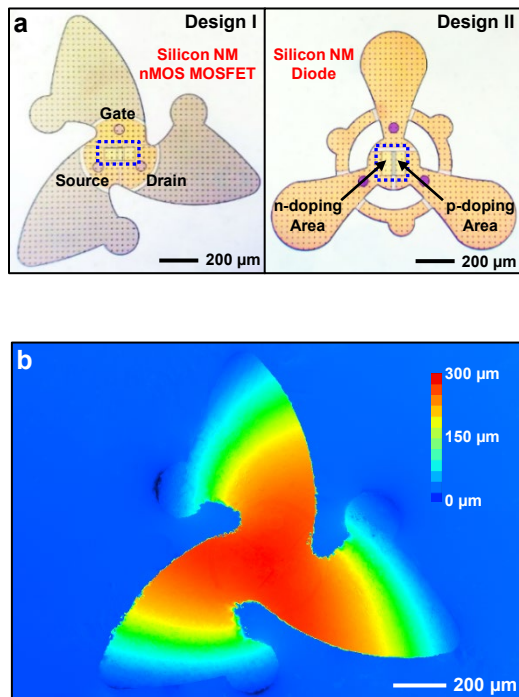 a
Design I
Design II
Silicon NM
nMOS MOSFET
Silicon NM
Diode
Gate
Source
Drain
n-doping
Area
p-doping
Area
200 µm
200 µm
b
300 µm
150 µm
0 µm
200 µm